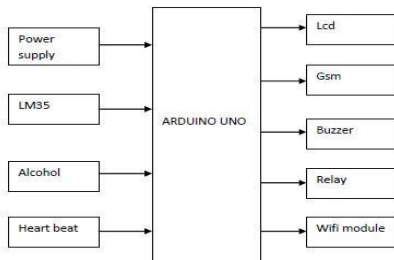 Power
supply
LM35
Alcohol
Heart beat
ARDUINO UNO
Lcd
Gsm
Buzzer
Relay
Wifi module